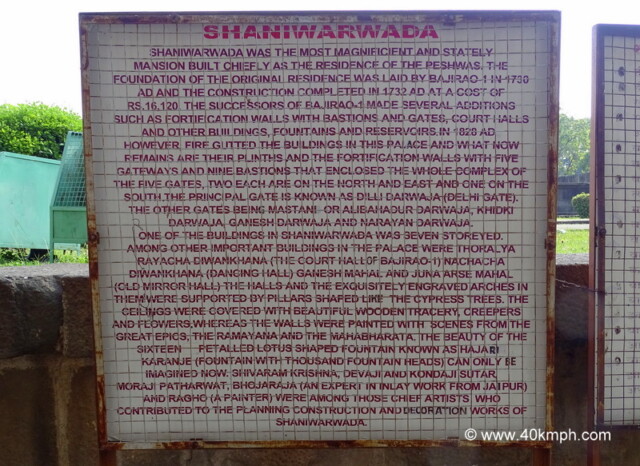 SHANIWARWADA
SHANIWARWADA WAS THE MOST MAGNIFICENT AND STATELY
MANSION BUILT CHIEFLY AS THE RESIDENCE OF THE PESHWAS. THE
FOUNDATION OF THE ORIGINAL RESIDENCE WAS LAID BY BAJIRAO-1 IN 1730
AD AND THE CONSTRUCTION COMPLETED IN 1732 AD AT A COST OF
RS.16,120. THE SUCCESSORS OF BAJIRAO-1 MADE SEVERAL ADDITIONS
SUCH AS FORTIFICATION WALLS WITH BASTIONS AND GATES, COURT HALLS
AND OTHER BUILDINGS, FOUNTAINS AND RESERVOIRS. IN 1828 AD
HOWEVER, FIRE GUTTED THE BUILDINGS IN THIS PALACE AND WHAT NOW
REMAINS ARE THEIR PLINTHS AND THE FORTIFICATION WALLS WITH FIVE
GATEWAYS AND NINE BASTIONS THAT ENCLOSED THE WHOLE COMPLEX OF
THE FIVE GATES, TWO EACH ARE ON THE NORTH AND EAST AND ONE ON THE
SOUTH. THE PRINCIPAL GATE IS KNOWN AS DILLI DARWAJA (DELHI GATE).
THE OTHER GATES BEING MASTANI OR ALIBAHADUR DARWAJA, KHIDKI
DARWAJA, GANESH DARWAJA AND NARAYAN DARWAJA.
ONE OF THE BUILDINGS IN SHANIWARWADA WAS SEVEN STOREYED.
AMONG OTHER IMPORTANT BUILDINGS IN THE PALACE WERE THORALYA
RAYACHA DIWANKHANA (THE COURT HALL OF BAJIRAO-1) NACHACHA
DIWANKHANA (DANCING HALL) GANESH MAHAL AND JUNA ARSE MAHAL
(OLD MIRROR HALL) THE HALLS AND THE EXQUISITELY ENGRAVED ARCHES IN
THEM WERE SUPPORTED BY PILLARS SHAPED LIKE THE CYPRESS TREES. THE
CEILINGS WERE COVERED WITH BEAUTIFUL WOODEN TRACERY, CREEPERS
AND FLOWERS, WHEREAS THE WALLS WERE PAINTED WITH SCENES FROM THE
GREAT EPICS, THE RAMAYANA AND THE MAHABHARATA. THE BEAUTY OF THE
SIXTEEN PETALLED LOTUS SHAPED FOUNTAIN KNOWN AS HAJARI
KARANJE (FOUNTAIN WITH THOUSAND FOUNTAIN HEADS) CAN ONLY BE
IMAGINED NOW. SHIVARAM KRISHNA, DEVAJI AND KONDAJI SUTAR,
MORAJI PATHARWAT, BHOJARAJA (AN EXPERT IN INLAY WORK FROM JAIPUR)
AND RAGHO (A PAINTER) WERE AMONG THOSE CHIEF ARTISTS WHO
CONTRIBUTED TO THE PLANNING CONSTRUCTION AND DECORATION WORKS OF
SHANIWARWADA.
© www.40kmph.com